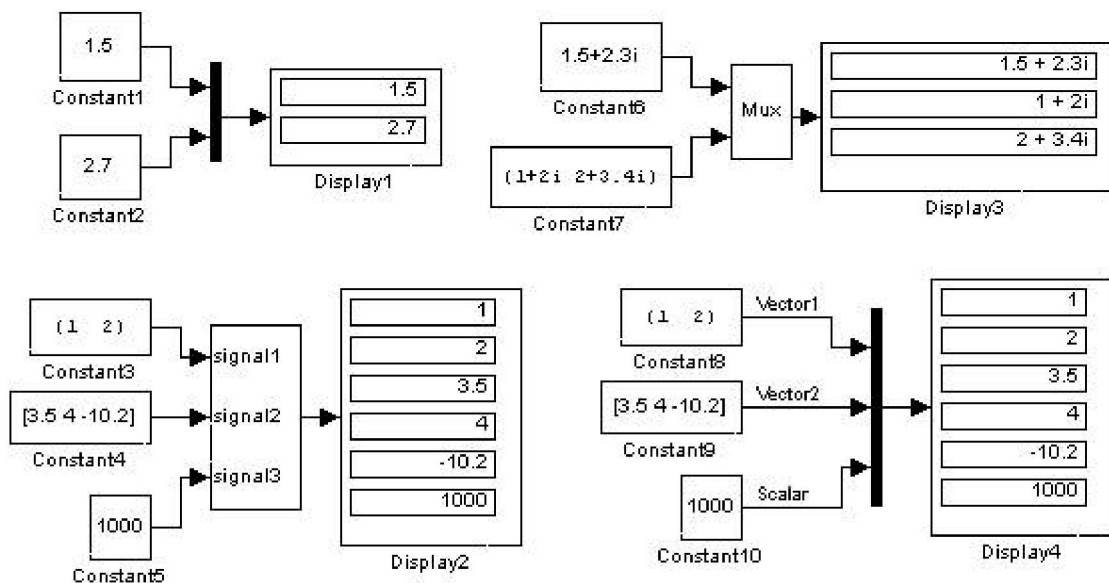 1.5
Constant1
2.7
Constant2
1.5
2.7
Display1
1.5+2.3i
Constant6
(1+2i 2+3.4i)
Constant7
Mux
1.5 + 2.3i
1 + 2i
2 + 3.4i
Display3
(1 2)
Constant3
[3.5 4 -10.2]
Constant4
1000
Constant5
signal1
signal2
signal3
1
2
3.5
4
-10.2
1000
Display2
(1 2)
Constant8
Vector1
[3.5 4 -10.2]
Constant9
Vector2
1000
Constant10
Scalar
1
2
3.5
4
-10.2
1000
Display4